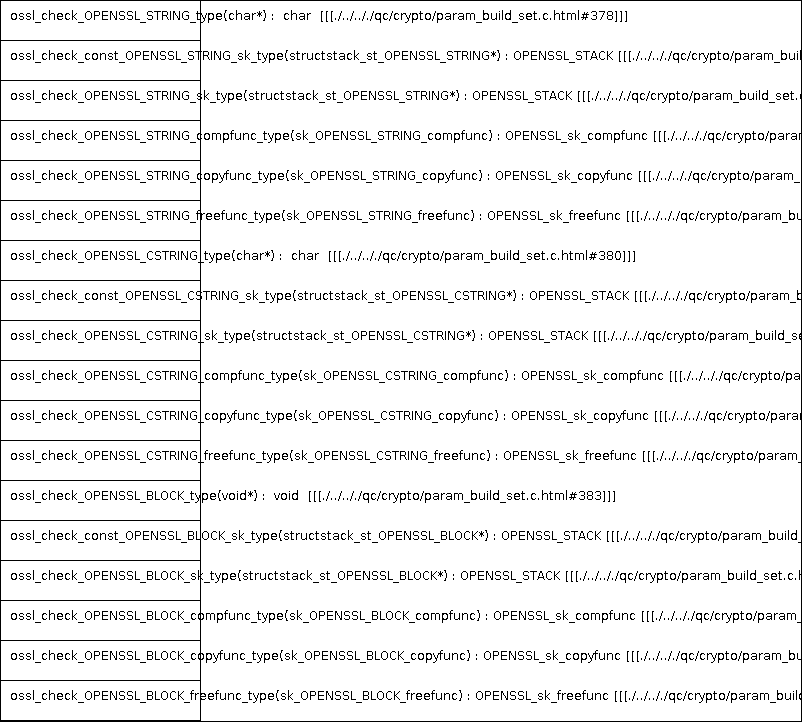 ossl_check_OPENSSL_STRING_type(char*) : char [[[./../../qc/crypto/param_build_set.c.html#378]]]
ossl_check_const_OPENSSL_STRING_sk_type(structstack_st_OPENSSL_STRING*) : OPENSSL_STACK [[[./../../qc/crypto/param_buil
ossl_check_OPENSSL_STRING_sk_type(structstack_st_OPENSSL_STRING*) : OPENSSL_STACK [[[./../../qc/crypto/param_build_set.c
ossl_check_OPENSSL_STRING_compfunc_type(sk_OPENSSL_STRING_compfunc) : OPENSSL_sk_compfunc [[[./../../qc/crypto/param
ossl_check_OPENSSL_STRING_copyfunc_type(sk_OPENSSL_STRING_copyfunc) : OPENSSL_sk_copyfunc [[[./../../qc/crypto/param_
ossl_check_OPENSSL_STRING_freefunc_type(sk_OPENSSL_STRING_freefunc) : OPENSSL_sk_freefunc [[[./../../qc/crypto/param_bu
ossl_check_OPENSSL_CSTRING_type(char*) : char [[[./../../qc/crypto/param_build_set.c.html#380]]]
ossl_check_const_OPENSSL_CSTRING_sk_type(structstack_st_OPENSSL_CSTRING*) : OPENSSL_STACK [[[./../../qc/crypto/param_b
ossl_check_OPENSSL_CSTRING_sk_type(structstack_st_OPENSSL_CSTRING*) : OPENSSL_STACK [[[./../../qc/crypto/param_build_se
ossl_check_OPENSSL_CSTRING_compfunc_type(sk_OPENSSL_CSTRING_compfunc) : OPENSSL_sk_compfunc [[[./../../qc/crypto/pa
ossl_check_OPENSSL_CSTRING_copyfunc_type(sk_OPENSSL_CSTRING_copyfunc) : OPENSSL_sk_copyfunc [[[./../../qc/crypto/param
ossl_check_OPENSSL_CSTRING_freefunc_type(sk_OPENSSL_CSTRING_freefunc) : OPENSSL_sk_freefunc [[[./../../qc/crypto/param_
ossl_check_OPENSSL_BLOCK_type(void*) : void [[[./../../qc/crypto/param_build_set.c.html#383]]]
ossl_check_const_OPENSSL_BLOCK_sk_type(structstack_st_OPENSSL_BLOCK*) : OPENSSL_STACK [[[./../../qc/crypto/param_build_
ossl_check_OPENSSL_BLOCK_sk_type(structstack_st_OPENSSL_BLOCK*) : OPENSSL_STACK [[[./../../qc/crypto/param_build_set.c.h
ossl_check_OPENSSL_BLOCK_compfunc_type(sk_OPENSSL_BLOCK_compfunc) : OPENSSL_sk_compfunc [[[./../../qc/crypto/param_
ossl_check_OPENSSL_BLOCK_copyfunc_type(sk_OPENSSL_BLOCK_copyfunc) : OPENSSL_sk_copyfunc [[[./../../qc/crypto/param_bu
ossl_check_OPENSSL_BLOCK_freefunc_type(sk_OPENSSL_BLOCK_freefunc) : OPENSSL_sk_freefunc [[[./../../qc/crypto/param_build